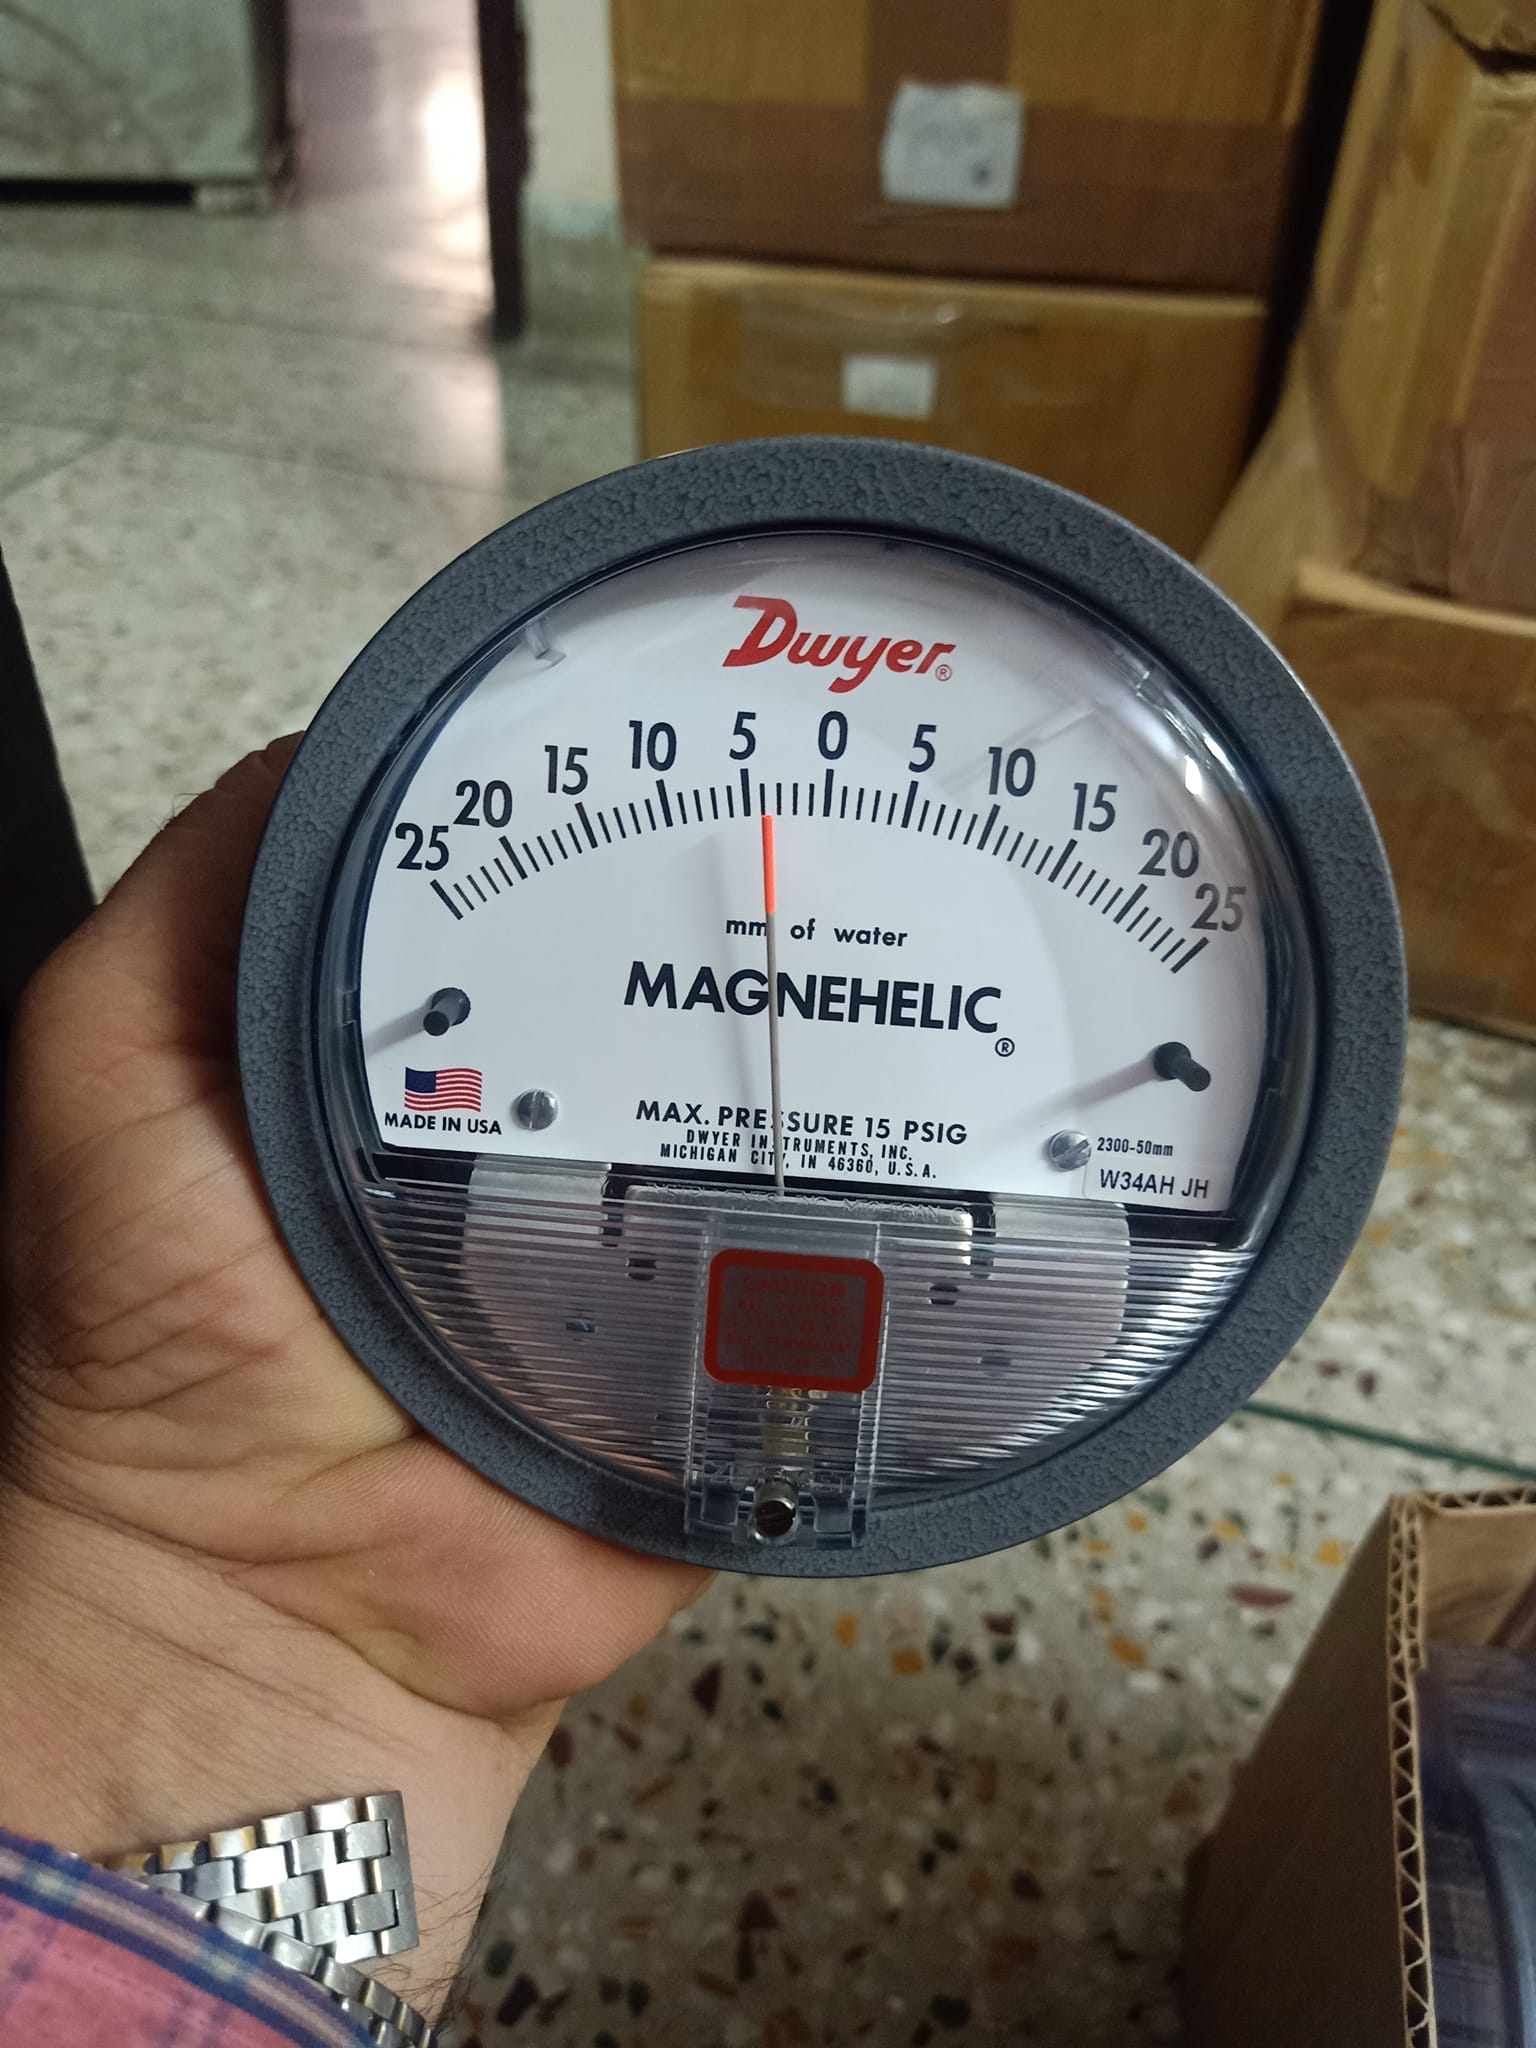 Dwyer®
25 20 15 10 5 0 5 10 15 20 25
mm of water
MAGNEHELIC®
MADE IN USA
MAX. PRESSURE 15 PSIG
DWYER INSTRUMENTS, INC.
MICHIGAN CITY, IN 46360, U.S.A.
2300-50mm
W34AH JH
CAUTION